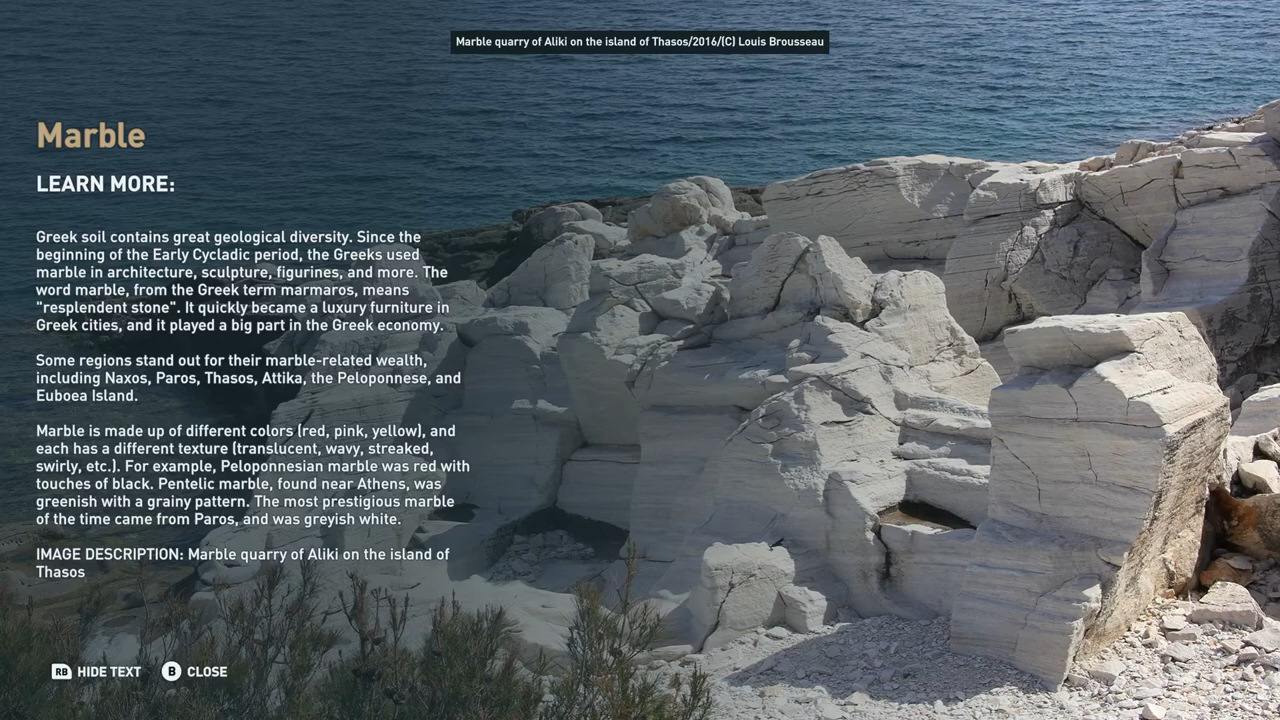 Marble quarry of Aliki on the island of Thasos/2016/(C) Louis Brousseau
Marble
LEARN MORE:
Greek soil contains great geological diversity. Since the
beginning of the Early Cycladic period, the Greeks used
marble in architecture, sculpture, figurines, and more. The
word marble, from the Greek term marmaros, means
"resplendent stone". It quickly became a luxury furniture in
Greek cities, and it played a big part in the Greek economy.
Some regions stand out for their marble-related wealth,
including Naxos, Paros, Thasos, Attika, the Peloponnese, and
Euboea Island.
Marble is made up of different colors (red, pink, yellow), and
each has a different texture (translucent, wavy, streaked,
swirly, etc.). For example, Peloponnesian marble was red with
touches of black. Pentelic marble, found near Athens, was
greenish with a grainy pattern. The most prestigious marble
of the time came from Paros, and was greyish white.
IMAGE DESCRIPTION: Marble quarry of Aliki on the island of
Thasos
RB HIDE TEXT B CLOSE